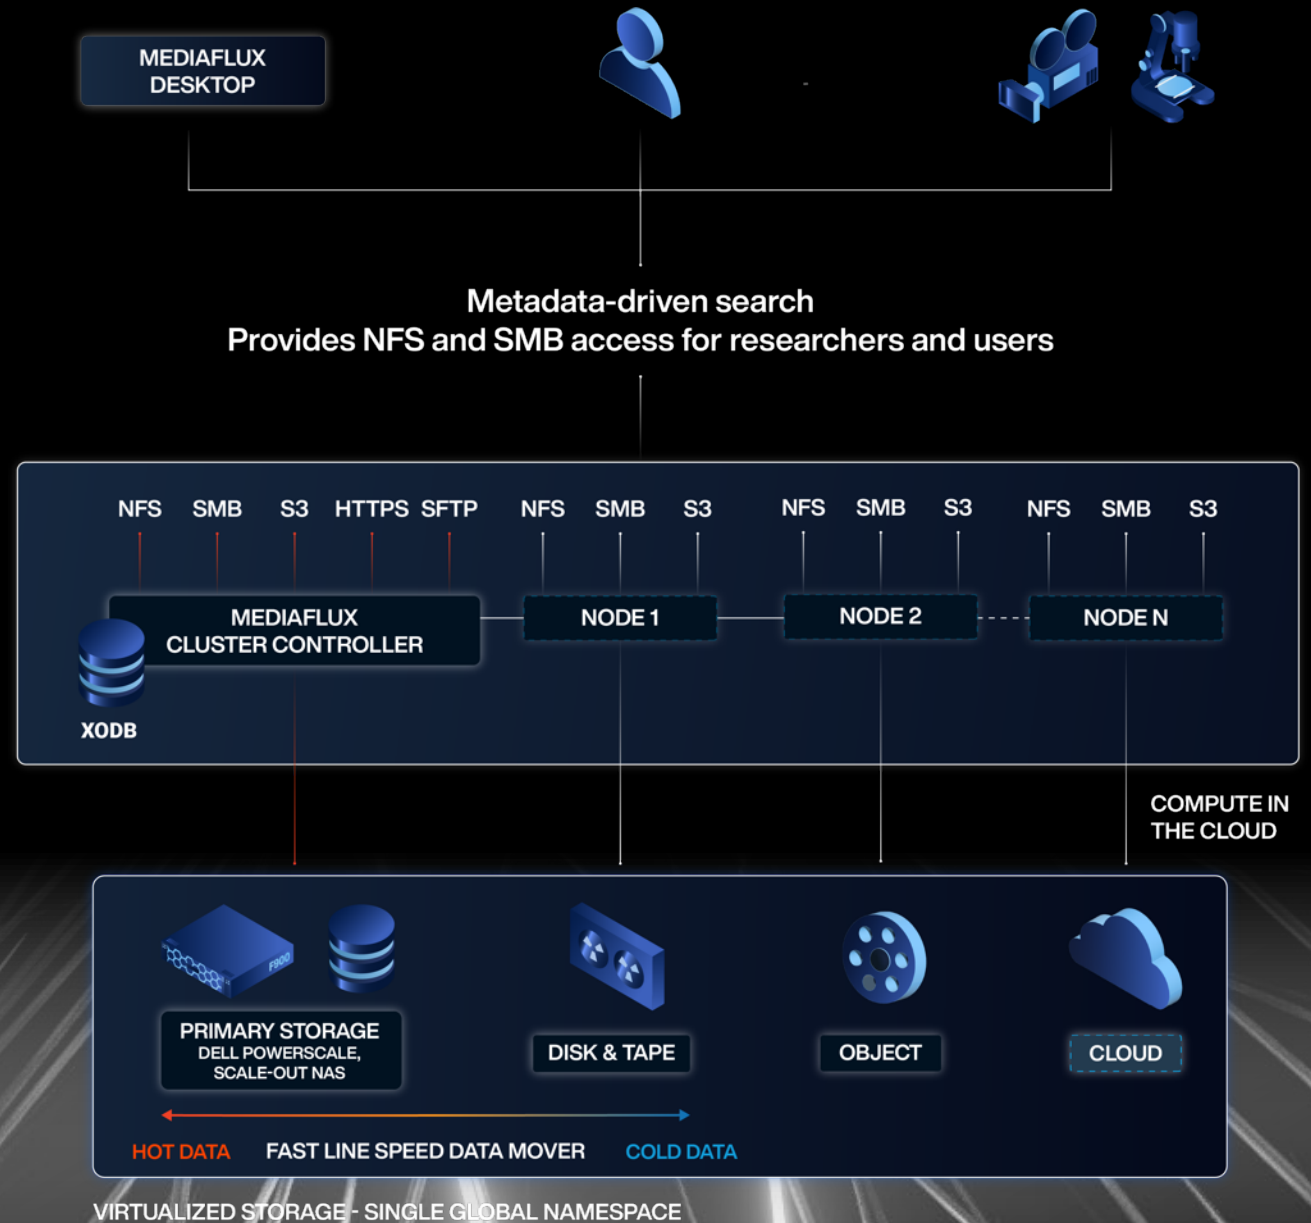 MEDIAFLUX
DESKTOP
Metadata-driven search
Provides NFS and SMB access for researchers and users
NFS SMB S3 HTTPS SFTP NFS SMB S3 NFS SMB S3 NFS SMB S3
MEDIAFLUX
CLUSTER CONTROLLER
NODE 1
NODE 2
NODE N
XODB
COMPUTE IN
THE CLOUD
F900
PRIMARY STORAGE
DELL POWERSCALE,
SCALE-OUT NAS
DISK & TAPE
OBJECT
CLOUD
HOT DATA FAST LINE SPEED DATA MOVER COLD DATA
VIRTUALIZED STORAGE - SINGLE GLOBAL NAMESPACE